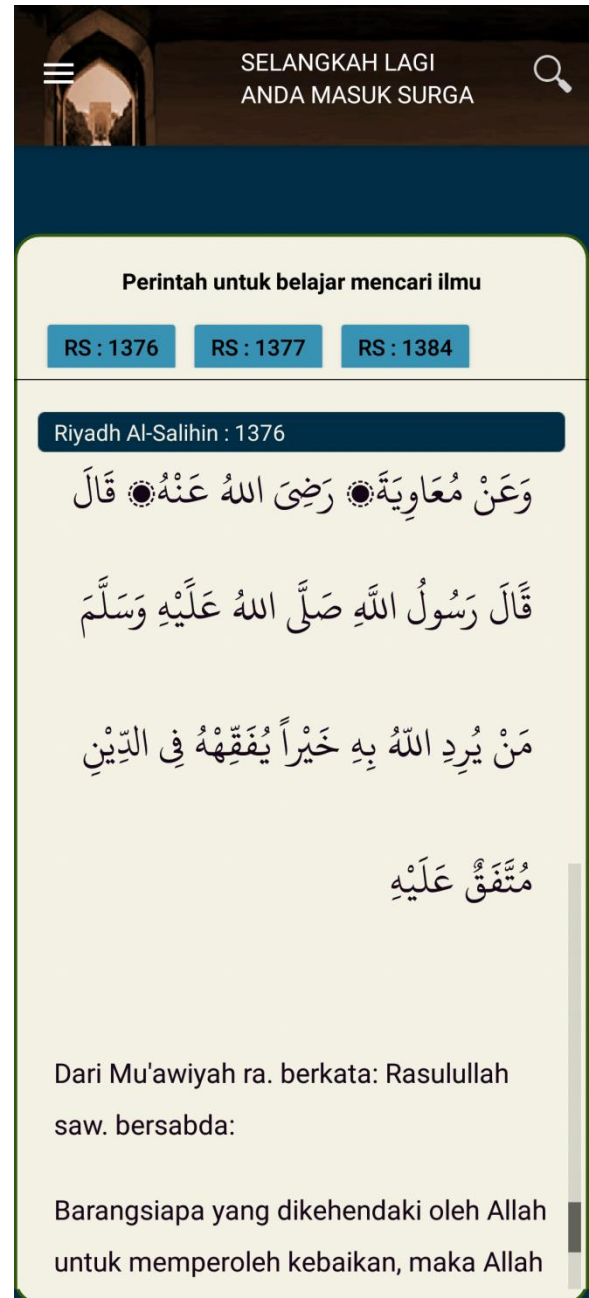 SELANGKAH LAGI
ANDA MASUK SURGA
Perintah untuk belajar mencari ilmu
RS : 1376
RS : 1377
RS : 1384
Riyadh Al-Salihin : 1376
وَعَنْ مُعَاوِيَةَ۞ رَضِىَ اللهُ عَنْهُ۞ قَالَ
قَّالَ رَسُولُ اللَّهِ صَلَّى اللهُ عَلَّيْهِ وَسَلَّمَ
مَنْ يُرِدِ اللّهُ بِهِ خَيْراً يُفَقِّهْهُ فِى الدِّيْنِ
مُتَّفَقٌ عَلَيْهِ
Dari Mu'awiyah ra. berkata: Rasulullah
saw. bersabda:
Barangsiapa yang dikehendaki oleh Allah
untuk memperoleh kebaikan, maka Allah